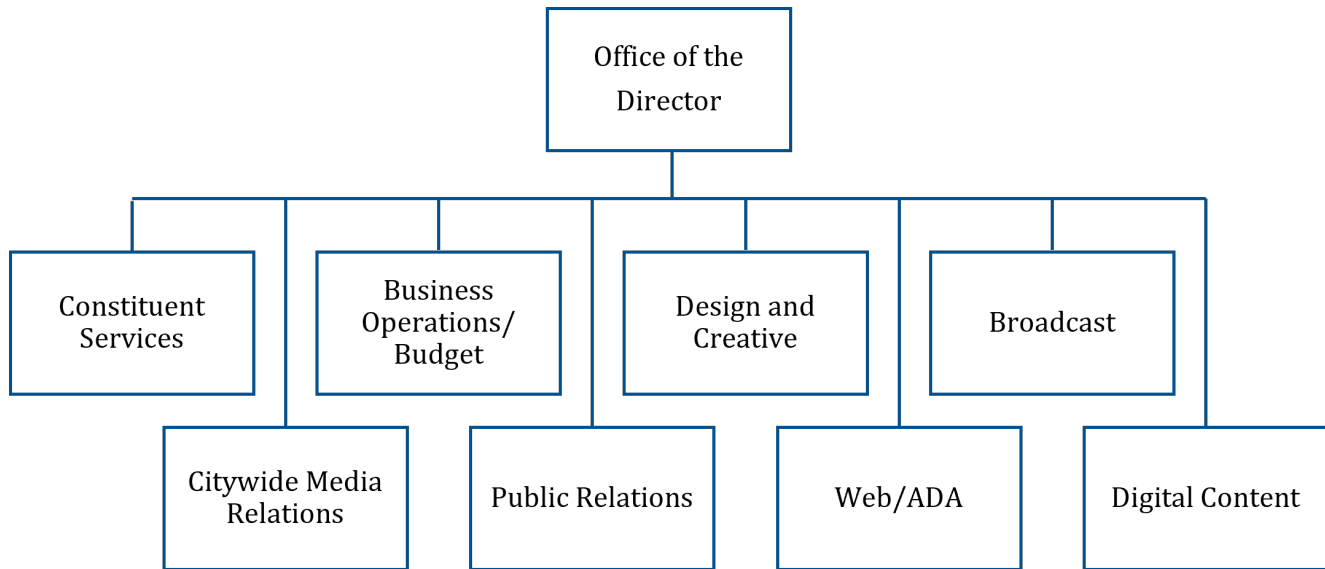 Office of the
Director
Constituent
Services
Business
Operations/
Budget
Design and
Creative
Broadcast
Citywide Media
Relations
Public Relations
Web/ADA
Digital Content